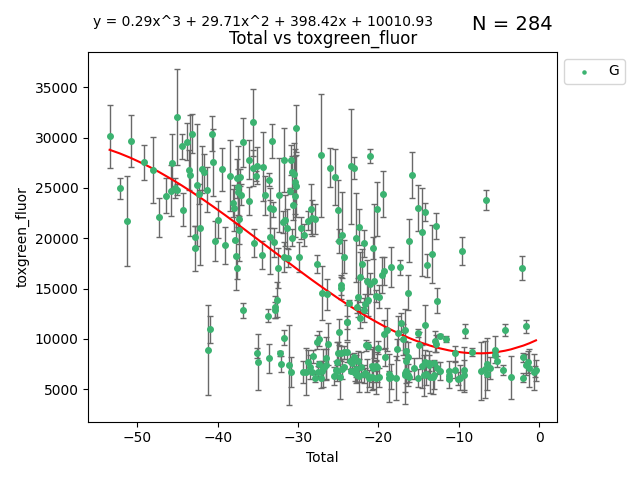 y = 0.29x^3 + 29.71x^2 + 398.42x + 10010.93
N = 284
Total vs toxgreen_fluor
G
35000
30000
25000
20000
15000
10000
5000
toxgreen_fluor
−50 −40 −30 −20 −10 0
Total